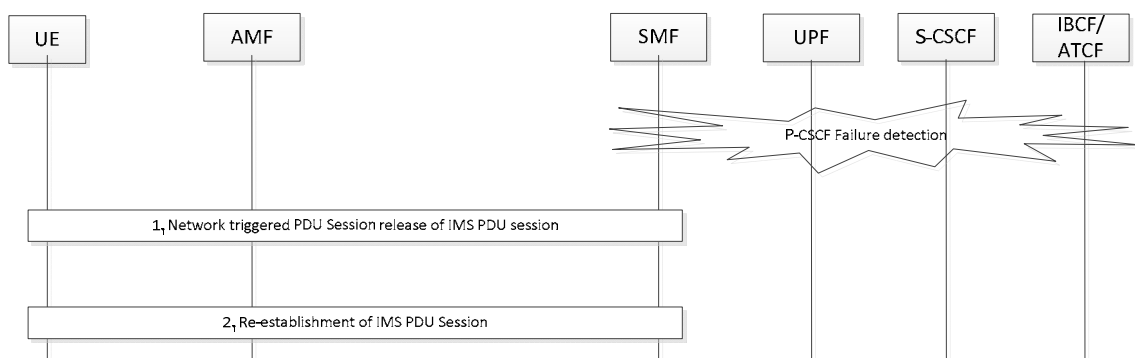 UE
AMF
SMF
UPF
S-CSCF
IBCF/
ATCF
P-CSCF Failure detection
1, Network triggered PDU Session release of IMS PDU session
2, Re-establishment of IMS PDU Session